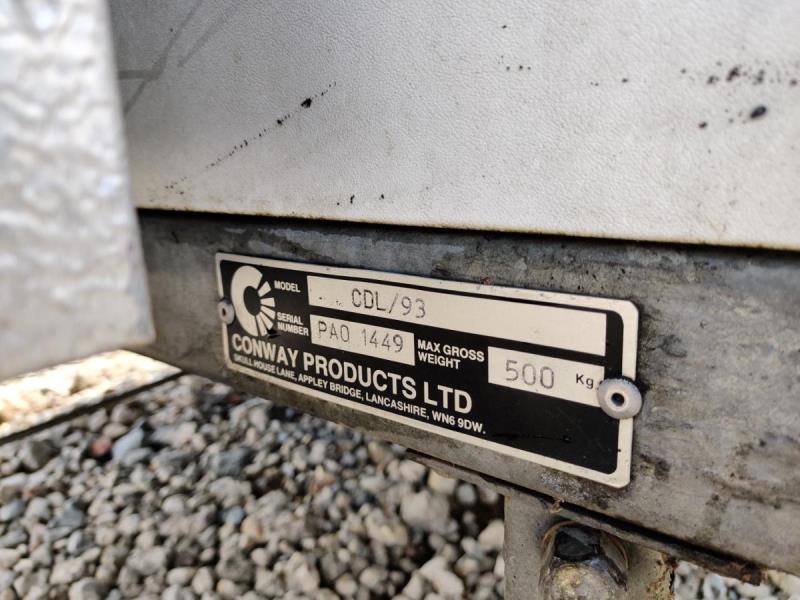 MODEL CDL/93
SERIAL NUMBER PAO 1449 MAX GROSS WEIGHT 500 Kg.
CONWAY PRODUCTS LTD
SKULL HOUSE LANE, APPLEY BRIDGE, LANCASHIRE, WN6 9DW.